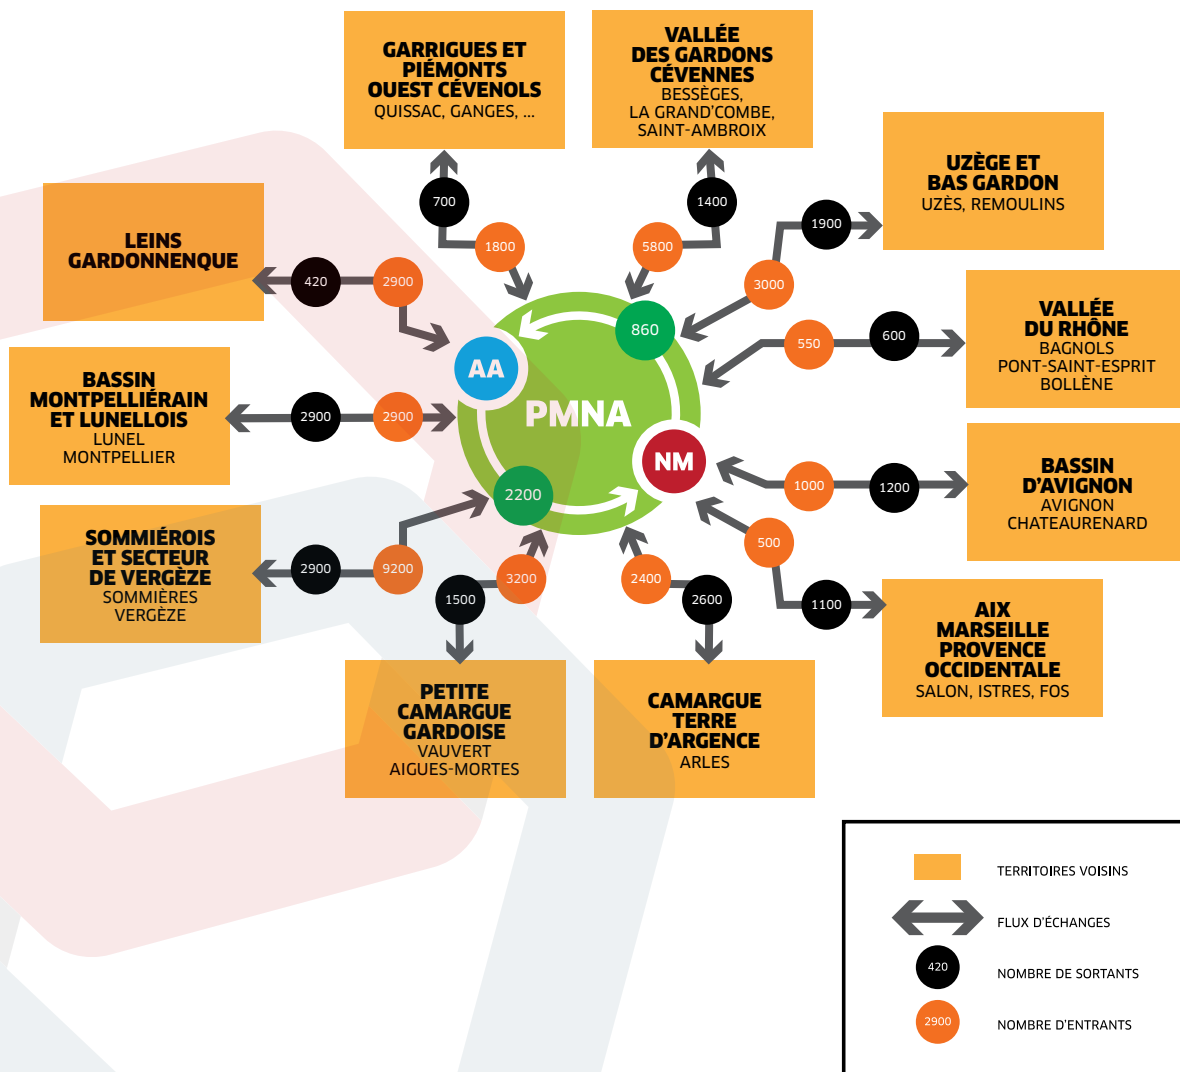 GARRIGUES ET
PIÉMONTS
OUEST CÉVENOLS
QUISSAC, GANGES, ...
VALLÉE
DES GARDONS
CÉVENNES
BESSÈGES,
LA GRAND'COMBE,
SAINT-AMBROIX
UZÈGE ET
BAS GARDON
UZÈS, REMOULINS
700
1400
1900
1800
5800
3000
LEINS
GARDONNENQUE
420
2900
VALLÉE
DU RHÔNE
BAGNOLS
PONT-SAINT-ESPRIT
BOLLÈNE
860
550
600
AA
PMNA
NM
BASSIN
MONTPELLIÉRAIN
ET LUNELLOIS
LUNEL
MONTPELLIER
2900
2900
BASSIN
D'AVIGNON
AVIGNON
CHATEAURENARD
1000
1200
2200
SOMMIÉROIS
ET SECTEUR
DE VERGÈZE
SOMMIÈRES
VERGÈZE
2900
9200
500
1500
3200
2400
2600
1100
AIX
MARSEILLE
PROVENCE
OCCIDENTALE
SALON, ISTRES, FOS
PETITE
CAMARGUE
GARDOISE
VAUVERT
AIGUES-MORTES
CAMARGUE
TERRE
D'ARGENCE
ARLES
TERRITOIRES VOISINS
FLUX D'ÉCHANGES
420
NOMBRE DE SORTANTS
2900
NOMBRE D'ENTRANTS